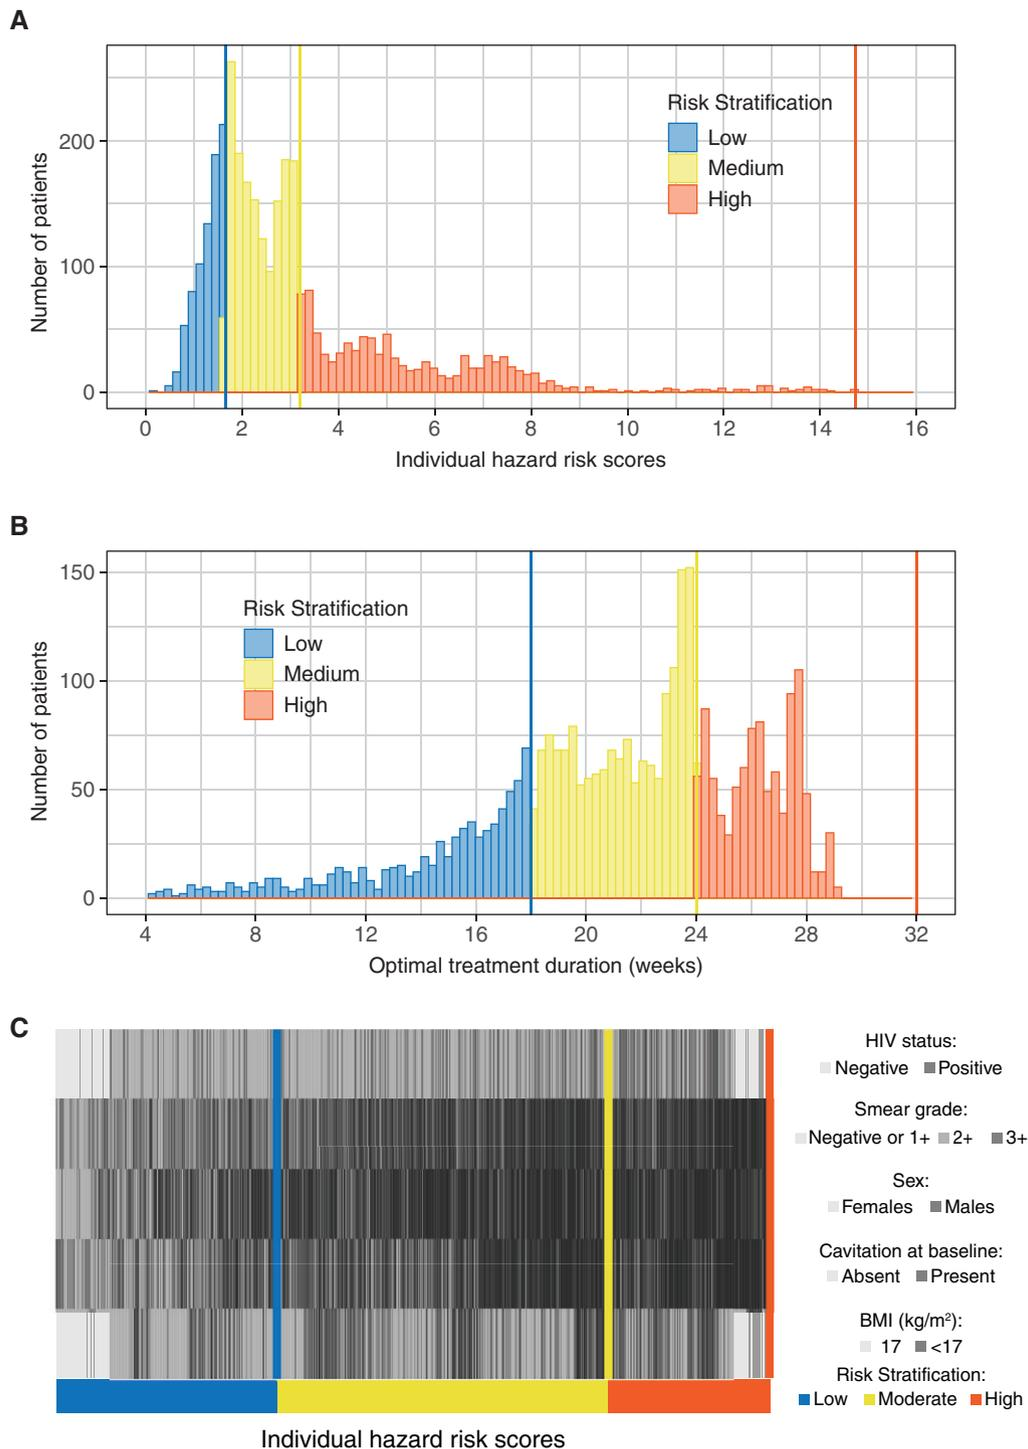 A
Number of patients
200
100
0
Risk Stratification
Low
Medium
High
0 2 4 6 8 10 12 14 16
Individual hazard risk scores
B
Number of patients
150
100
50
0
Risk Stratification
Low
Medium
High
4 8 12 16 20 24 28 32
Optimal treatment duration (weeks)
C
HIV status:
Negative Positive
Smear grade:
Negative or 1+ 2+ 3+
Sex:
Females Males
Cavitation at baseline:
Absent Present
BMI (kg/m²):
17 <17
Risk Stratification:
Low Moderate High
Individual hazard risk scores